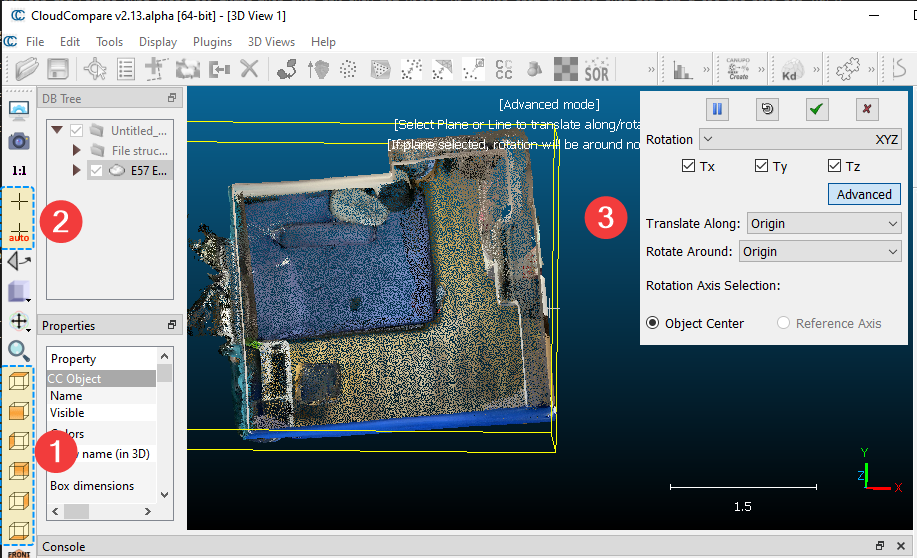 CloudCompare v2.13.alpha [64-bit] - [3D View 1]
File Edit Tools Display Plugins 3D Views Help
CC
CC
SOR
CANUPO
Create
Kd
DB Tree
Untitled_...
File struc...
E57 E...
1:1
auto
2
Properties
Property
CC Object
Name
Visible
Colors
name (in 3D)
Box dimensions
1
FRONT
Console
[Advanced mode]
[Select Plane or Line to translate along/rota
[If plane selected, rotation will be around no
3
Rotation XYZ
Tx Ty Tz
Advanced
Translate Along: Origin
Rotate Around: Origin
Rotation Axis Selection:
Object Center Reference Axis
Y
Z
X
1.5